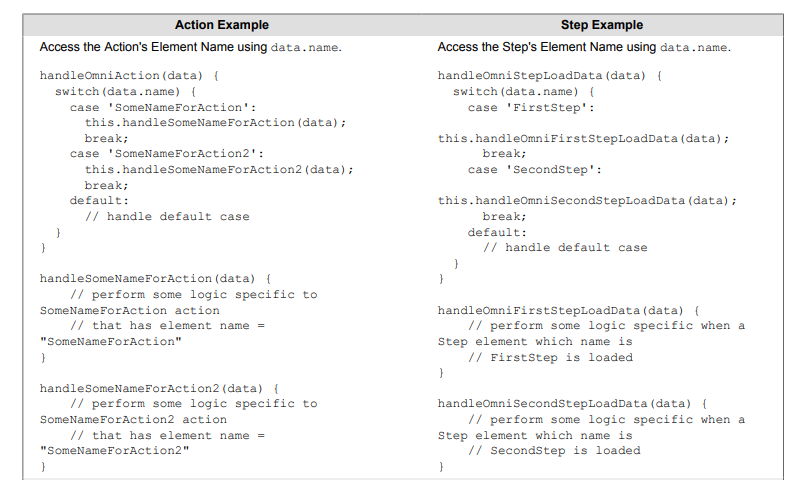 Action Example
Access the Action's Element Name using data.name.
handleOmniAction(data) {
switch(data.name) {
case 'SomeNameForAction':
this.handleSomeNameForAction(data);
break;
case 'SomeNameForAction2':
this.handleSomeNameForAction2(data);
break;
default:
// handle default case
}
}
handleSomeNameForAction(data) {
// perform some logic specific to
SomeNameForAction action
// that has element name =
"SomeNameForAction"
}
handleSomeNameForAction2(data) {
// perform some logic specific to
SomeNameForAction2 action
// that has element name =
"SomeNameForAction2"
}
Step Example
Access the Step's Element Name using data.name.
handleOmniStepLoadData(data) {
switch(data.name) {
case 'FirstStep':
this.handleOmniFirstStepLoadData(data);
break;
case 'SecondStep':
this.handleOmniSecondStepLoadData(data);
break;
default:
// handle default case
}
}
handleOmniFirstStepLoadData(data) {
// perform some logic specific when a
Step element which name is
// FirstStep is loaded
}
handleOmniSecondStepLoadData(data) {
// perform some logic specific when a
Step element which name is
// SecondStep is loaded
}